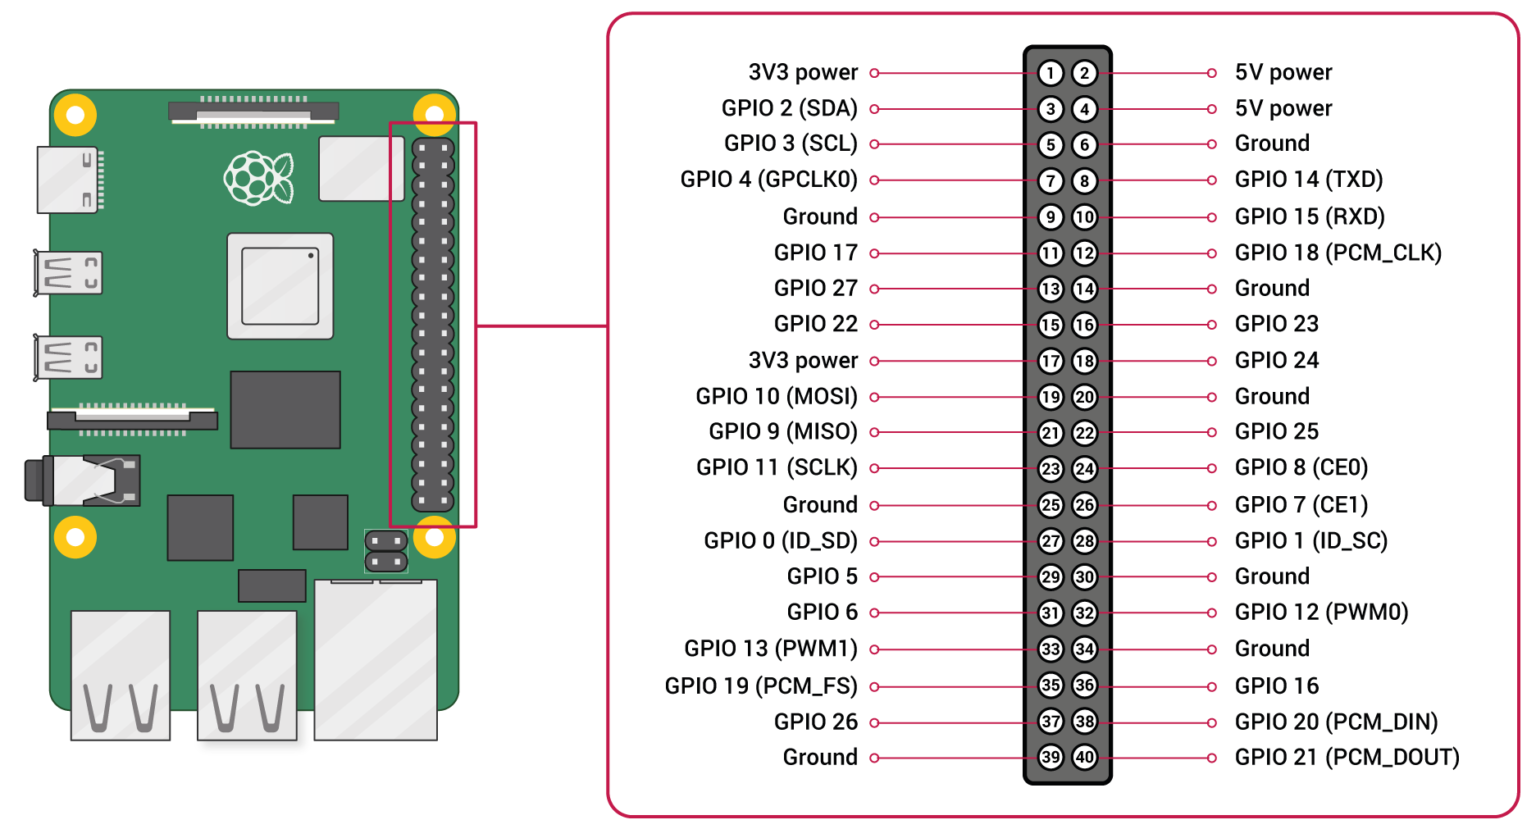 3V3 power 1 2 5V power
GPIO 2 (SDA) 3 4 5V power
GPIO 3 (SCL) 5 6 Ground
GPIO 4 (GPCLK0) 7 8 GPIO 14 (TXD)
Ground 9 10 GPIO 15 (RXD)
GPIO 17 11 12 GPIO 18 (PCM_CLK)
GPIO 27 13 14 Ground
GPIO 22 15 16 GPIO 23
3V3 power 17 18 GPIO 24
GPIO 10 (MOSI) 19 20 Ground
GPIO 9 (MISO) 21 22 GPIO 25
GPIO 11 (SCLK) 23 24 GPIO 8 (CE0)
Ground 25 26 GPIO 7 (CE1)
GPIO 0 (ID_SD) 27 28 GPIO 1 (ID_SC)
GPIO 5 29 30 Ground
GPIO 6 31 32 GPIO 12 (PWM0)
GPIO 13 (PWM1) 33 34 Ground
GPIO 19 (PCM_FS) 35 36 GPIO 16
GPIO 26 37 38 GPIO 20 (PCM_DIN)
Ground 39 40 GPIO 21 (PCM_DOUT)